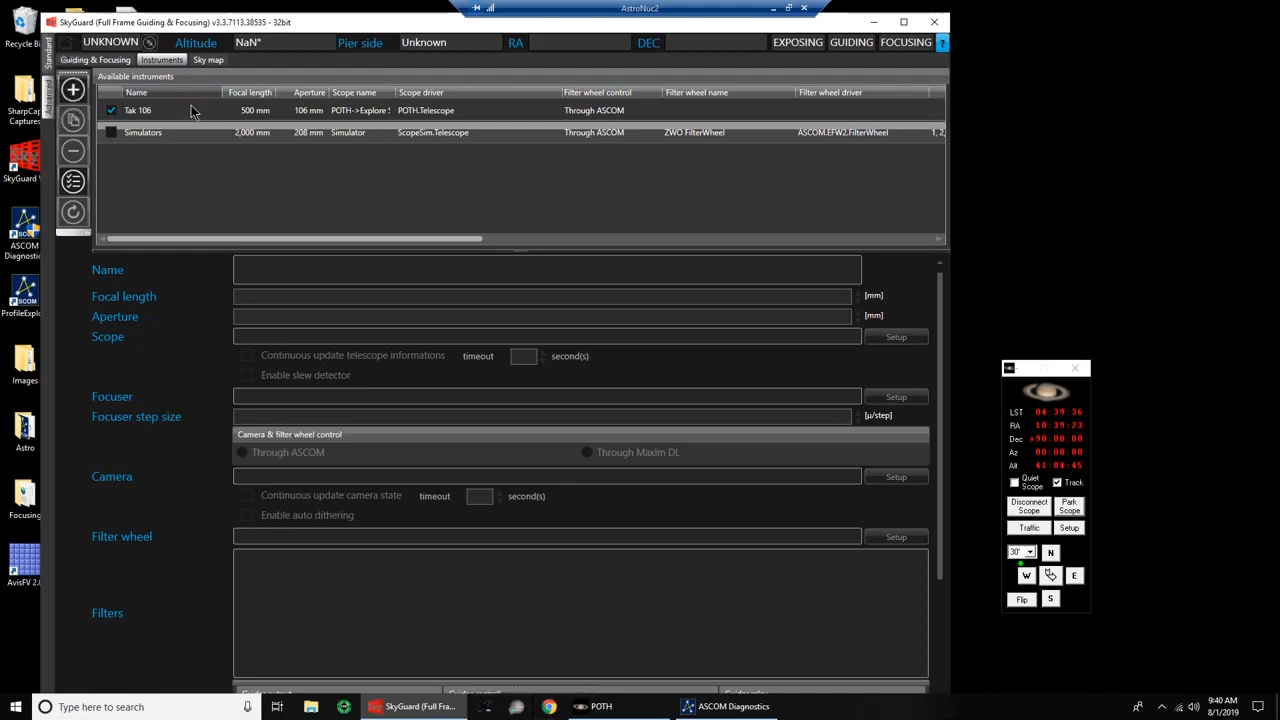 AstroNuc2
SkyGuard (Full Frame Guiding & Focusing) v3.3.7113.38535 - 32bit
UNKNOWN Altitude NaN* Pier side Unknown RA DEC EXPOSING GUIDING FOCUSING ?
Guiding & Focusing Instruments Sky map
Standard
Advanced
Available instruments
Name Focal length Aperture Scope name Scope driver Filter wheel control Filter wheel name Filter wheel driver
Tak 106 500 mm 106 mm POTH->Explore POTH.Telescope Through ASCOM
Simulators 2,000 mm 208 mm Simulator ScopeSim.Telescope Through ASCOM ZWO FilterWheel ASCOM.EFW2.FilterWheel 1, 2,
Name
Focal length [mm]
Aperture [mm]
Scope Setup
Continuous update telescope informations timeout second(s)
Enable slew detector
Focuser Setup
Focuser step size [µ/step]
Camera & filter wheel control
Through ASCOM Through Maxim DL
Camera Setup
Continuous update camera state timeout second(s)
Enable auto dithering
Filter wheel Setup
Filters
Recycle Bi
SharpCap
Captures
SkyGuard
ASCOM
Diagnostic
ProfileExplo
Images
Astro
Focusing
AvisFV 2.
LST 04:39:36
RA 10:39:23
Dec +90:00:00
Az 00:00:00
Alt 41:04:45
Quiet
Scope
Track
Disconnect
Scope
Park
Scope
Traffic Setup
30' N
W E
Flip S
Type here to search
SkyGuard (Full Fra...
POTH
ASCOM Diagnostics
9:40 AM
8/1/2019